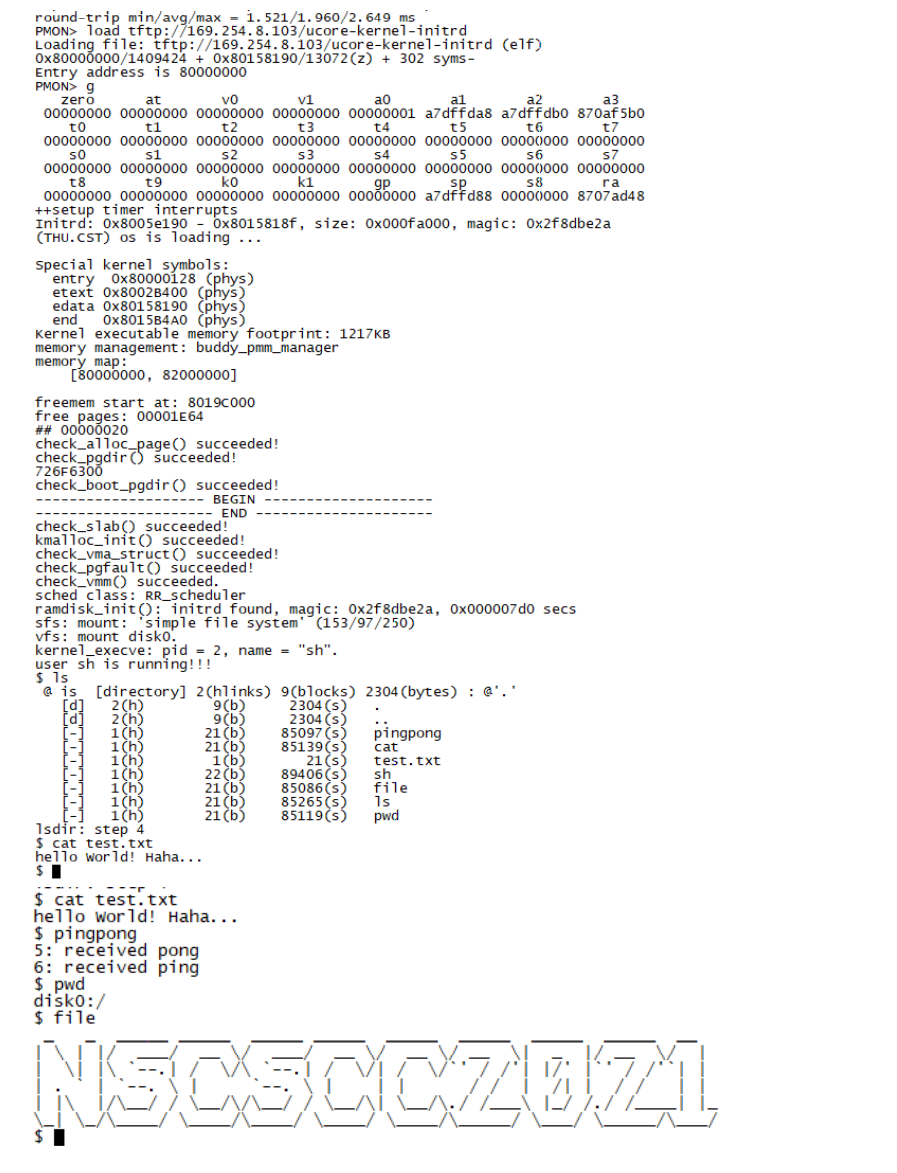 round-trip min/avg/max = 1.521/1.960/2.649 ms
PMON> load tftp://169.254.8.103/ucore-kernel-initrd
Loading file: tftp://169.254.8.103/ucore-kernel-initrd (elf)
0x80000000/1409424 + 0x80158190/13072(z) + 302 syms-
Entry address is 80000000
PMON> g
zero at v0 v1 a0 a1 a2 a3
00000000 00000000 00000000 00000000 00000001 a7dffda8 a7dffdb0 870af5b0
t0 t1 t2 t3 t4 t5 t6 t7
00000000 00000000 00000000 00000000 00000000 00000000 00000000 00000000
s0 s1 s2 s3 s4 s5 s6 s7
00000000 00000000 00000000 00000000 00000000 00000000 00000000 00000000
t8 t9 k0 k1 gp sp s8 ra
00000000 00000000 00000000 00000000 00000000 a7dffd88 00000000 8707ad48
++setup timer interrupts
Initrd: 0x8005e190 - 0x8015818f, size: 0x000fa000, magic: 0x2f8dbe2a
(THU.CST) os is loading ...
Special kernel symbols:
entry 0x80000128 (phys)
etext 0x8002B400 (phys)
edata 0x80158190 (phys)
end 0x8015B4A0 (phys)
Kernel executable memory footprint: 1217KB
memory management: buddy_pmm_manager
memory map:
[80000000, 82000000]
freemem start at: 8019C000
free pages: 00001E64
## 00000020
check_alloc_page() succeeded!
check_pgdir() succeeded!
726F6300
check_boot_pgdir() succeeded!
-------------------- BEGIN --------------------
--------------------- END ---------------------
check_slab() succeeded!
kmalloc_init() succeeded!
check_vma_struct() succeeded!
check_pgfault() succeeded!
check_vmm() succeeded.
sched class: RR_scheduler
ramdisk_init(): initrd found, magic: 0x2f8dbe2a, 0x000007d0 secs
sfs: mount: 'simple file system' (153/97/250)
vfs: mount disk0.
kernel_execve: pid = 2, name = "sh".
user sh is running!!!
$ ls
@ is [directory] 2(hlinks) 9(blocks) 2304(bytes) : @'.'
[d] 2(h) 9(b) 2304(s) .
[d] 2(h) 9(b) 2304(s) ..
[-] 1(h) 21(b) 85097(s) pingpong
[-] 1(h) 21(b) 85139(s) cat
[-] 1(h) 1(b) 21(s) test.txt
[-] 1(h) 22(b) 89406(s) sh
[-] 1(h) 21(b) 85086(s) file
[-] 1(h) 21(b) 85265(s) ls
[-] 1(h) 21(b) 85119(s) pwd
lsdir: step 4
$ cat test.txt
hello World! Haha...
$
$ cat test.txt
hello World! Haha...
$ pingpong
5: received pong
6: received ping
$ pwd
disk0:/
$ file
NSCSCC2021
$